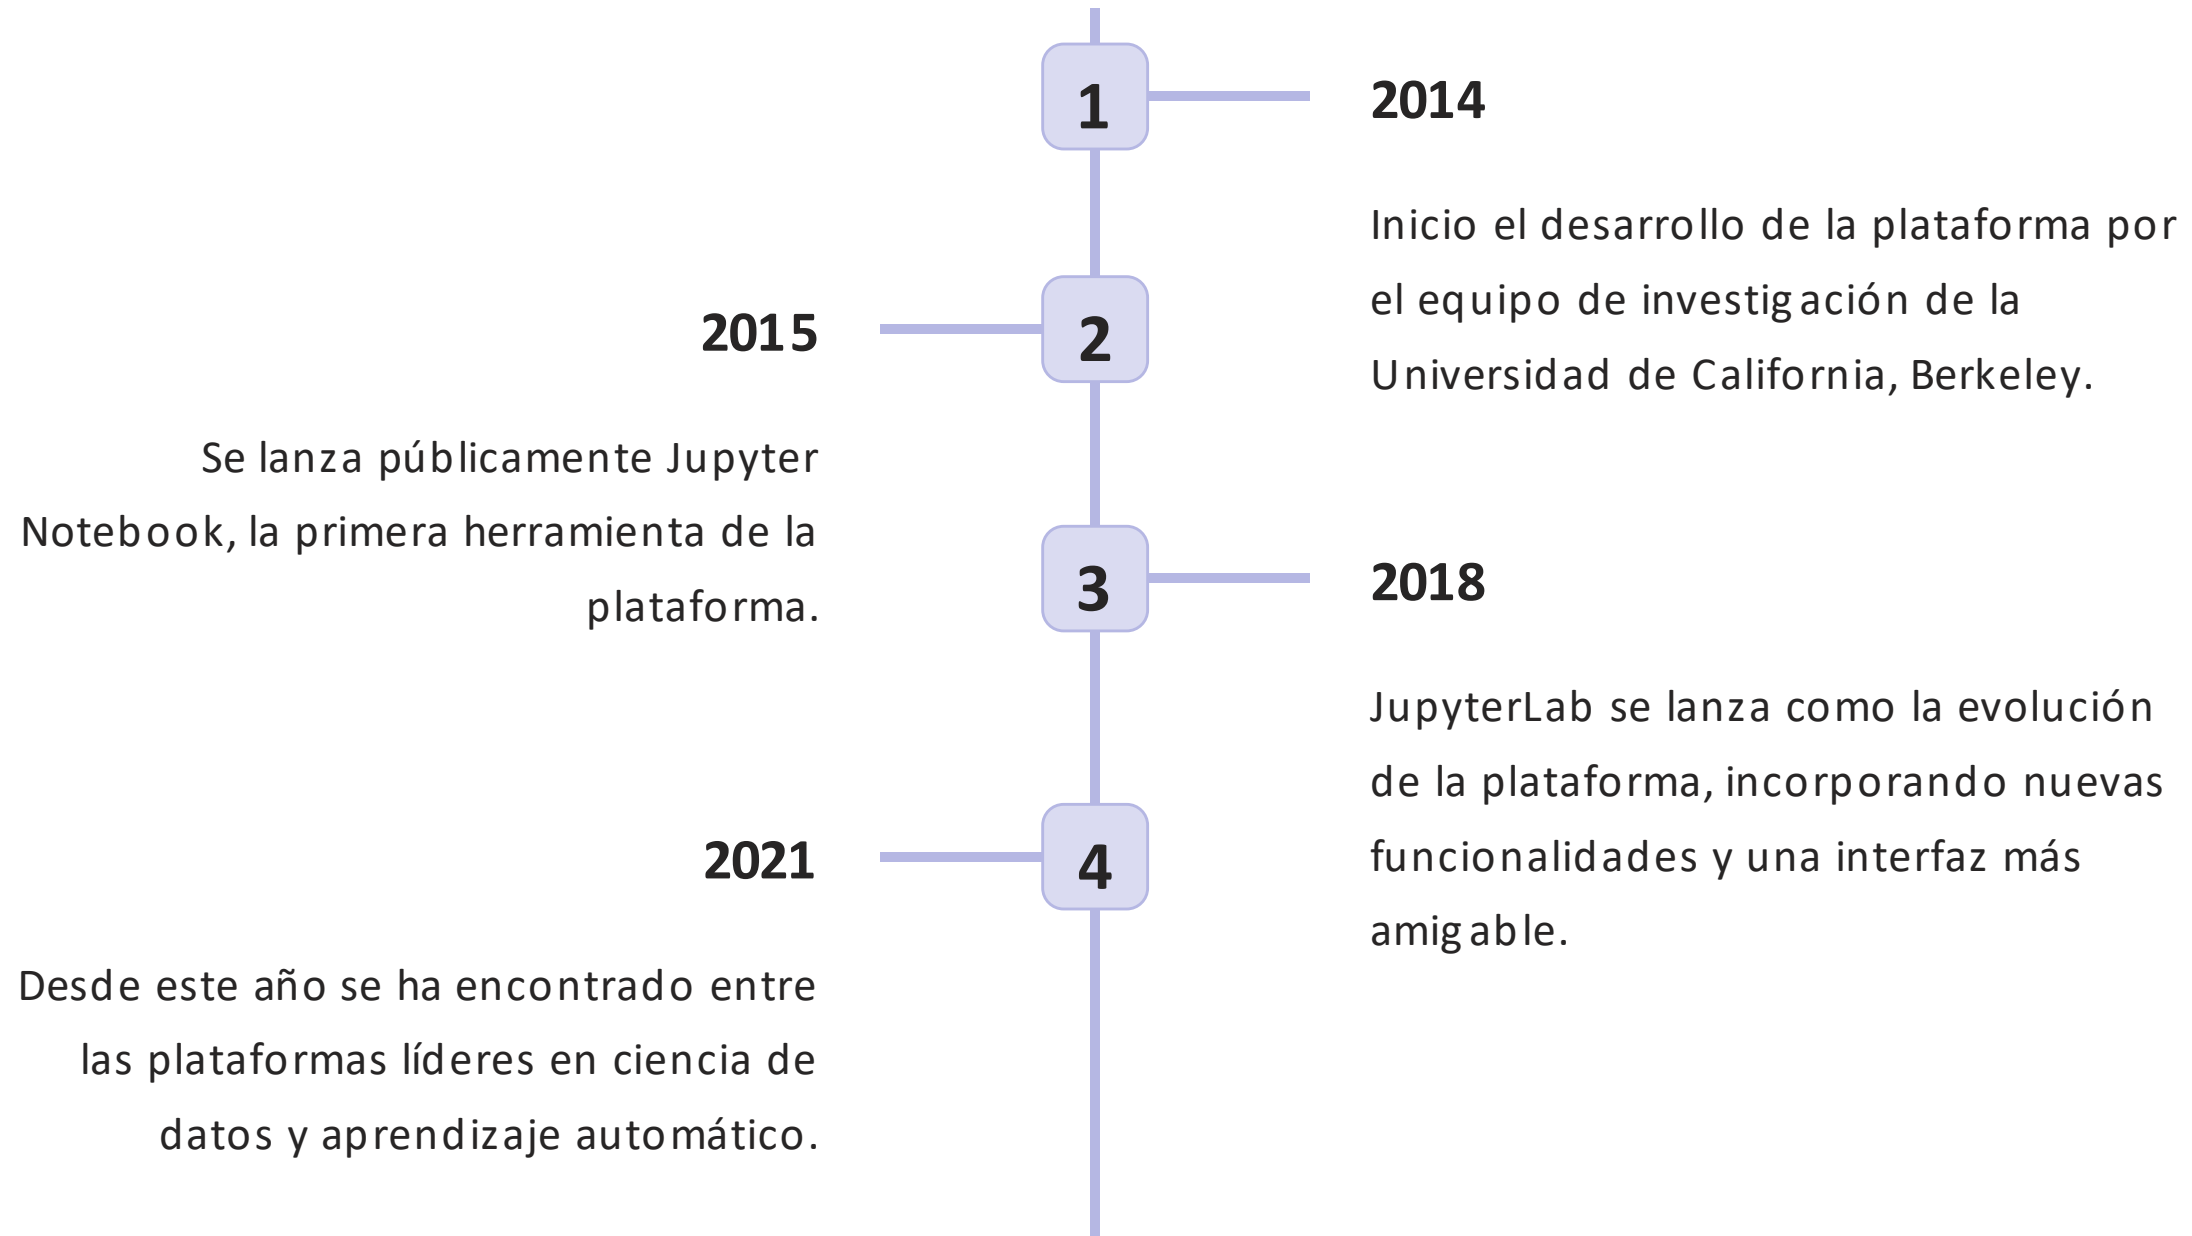 1
2014
Inicio el desarrollo de la plataforma por
el equipo de investigación de la
Universidad de California, Berkeley.
2
2015
Se lanza públicamente Jupyter
Notebook, la primera herramienta de la
plataforma.
3
2018
JupyterLab se lanza como la evolución
de la plataforma, incorporando nuevas
funcionalidades y una interfaz más
amigable.
4
2021
Desde este año se ha encontrado entre
las plataformas líderes en ciencia de
datos y aprendizaje automático.